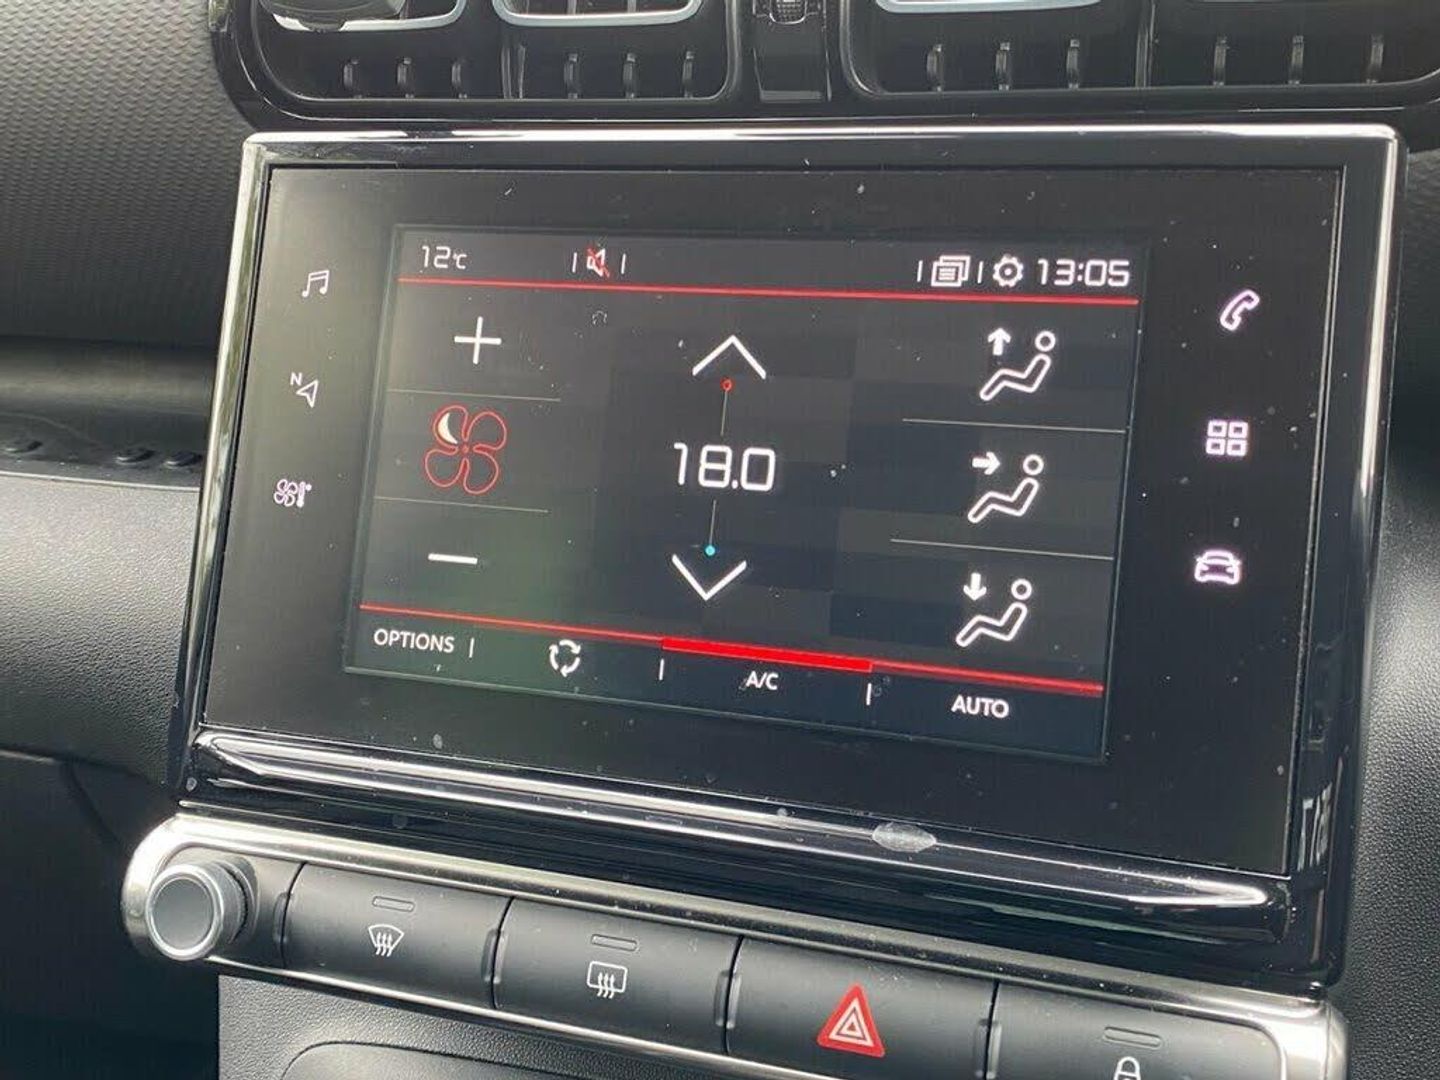 12°C
13:05
N
18.0
OPTIONS
A/C
AUTO